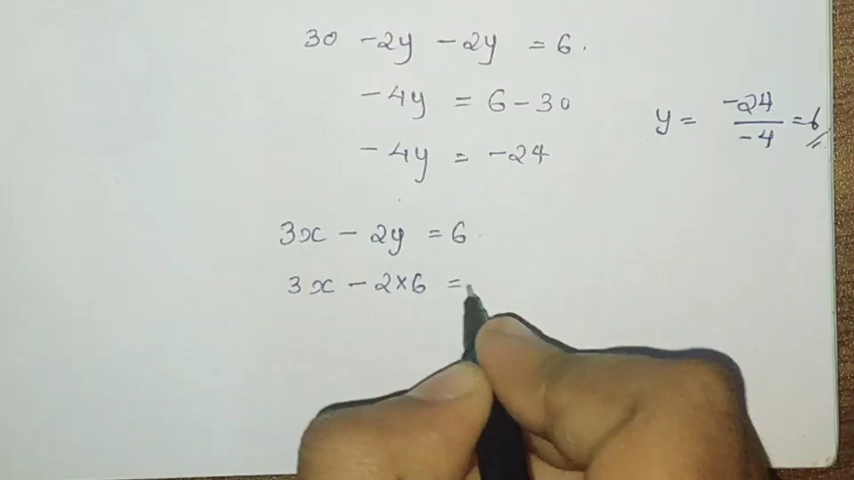 30 -2y -2y = 6.
-4y = 6-30
-4y = -24
y = -24/-4 = 6
3x - 2y = 6
3x - 2×6 =